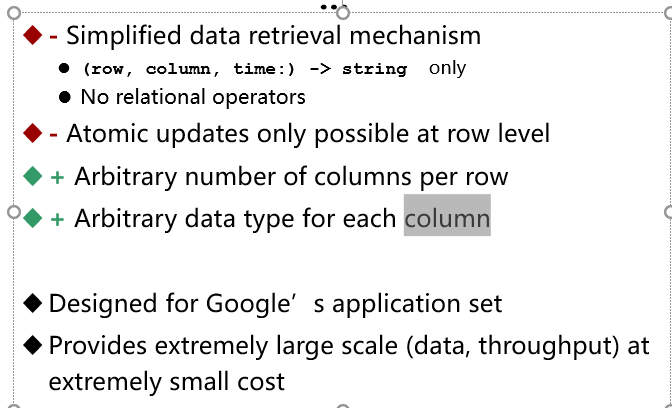 - Simplified data retrieval mechanism
(row, column, time:) -> string only
No relational operators
- Atomic updates only possible at row level
+ Arbitrary number of columns per row
+ Arbitrary data type for each column
Designed for Google’s application set
Provides extremely large scale (data, throughput) at
extremely small cost